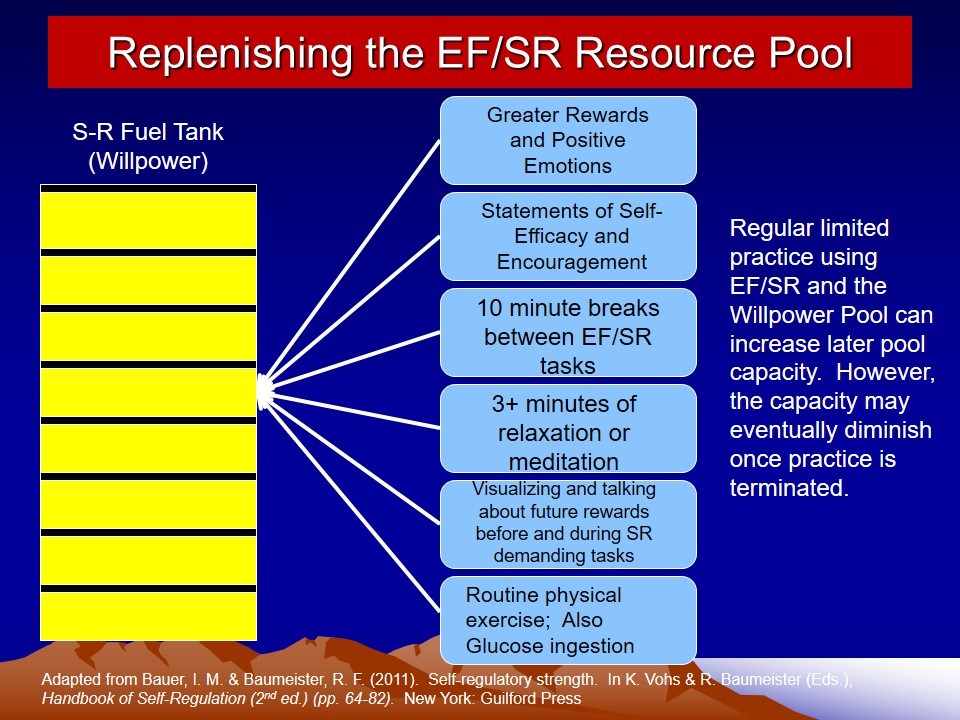 Replenishing the EF/SR Resource Pool
S-R Fuel Tank
(Willpower)
Greater Rewards
and Positive
Emotions
Statements of Self-
Efficacy and
Encouragement
10 minute breaks
between EF/SR
tasks
3+ minutes of
relaxation or
meditation
Visualizing and talking
about future rewards
before and during SR
demanding tasks
Routine physical
exercise;  Also
Glucose ingestion
Regular limited
practice using
EF/SR and the
Willpower Pool can
increase later pool
capacity.  However,
the capacity may
eventually diminish
once practice is
terminated.
Adapted from Bauer, I. M. & Baumeister, R. F. (2011).  Self-regulatory strength.  In K. Vohs & R. Baumeister (Eds.),
Handbook of Self-Regulation (2nd ed.) (pp. 64-82).  New York: Guilford Press